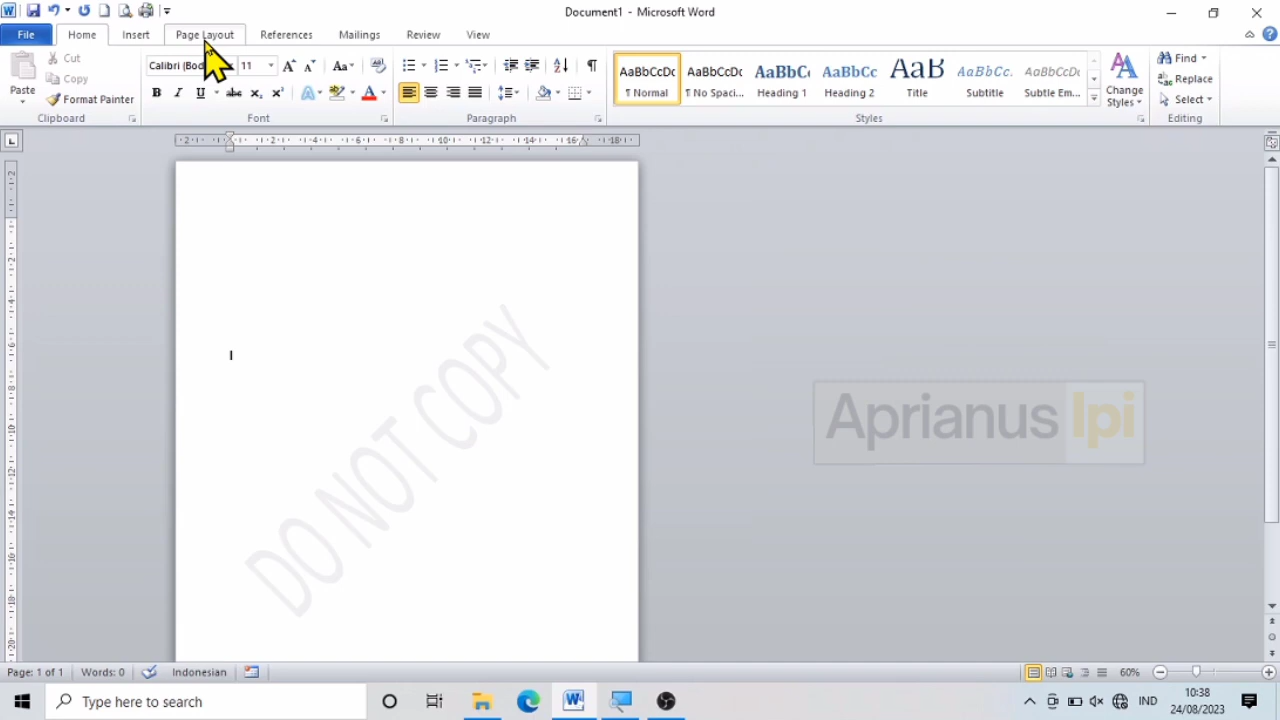 Document1 - Microsoft Word
File Home Insert Page Layout References Mailings Review View
Paste
Cut
Copy
Format Painter
Clipboard
Calibri (Bod 11
Font
Paragraph
AaBbCcDc AaBbCcDc AaBbC AaBbCc AaB AaBbCc. AaBbCcDc
¶ Normal ¶ No Spaci... Heading 1 Heading 2 Title Subtitle Subtle Em...
Change
Styles
Styles
Find
Replace
Select
Editing
DO NOT COPY
Aprianus Ipi
Page: 1 of 1 Words: 0 Indonesian 60%
Type here to search
IND
10:38
24/08/2023